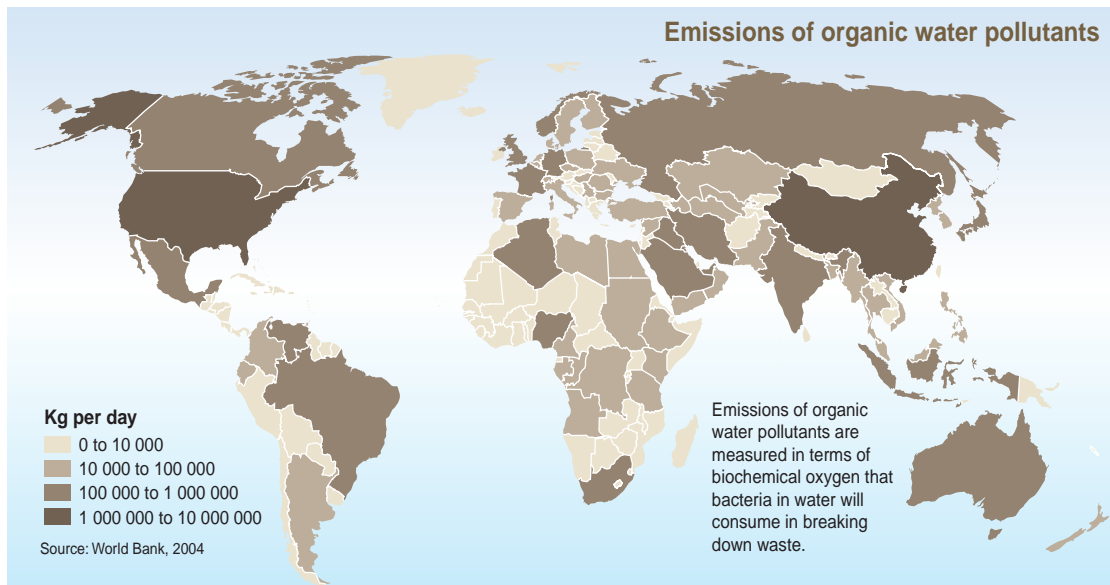 Emissions of organic water pollutants
Kg per day
0 to 10 000
10 000 to 100 000
100 000 to 1 000 000
1 000 000 to 10 000 000
Source: World Bank, 2004
Emissions of organic
water pollutants are
measured in terms of
biochemical oxygen that
bacteria in water will
consume in breaking
down waste.